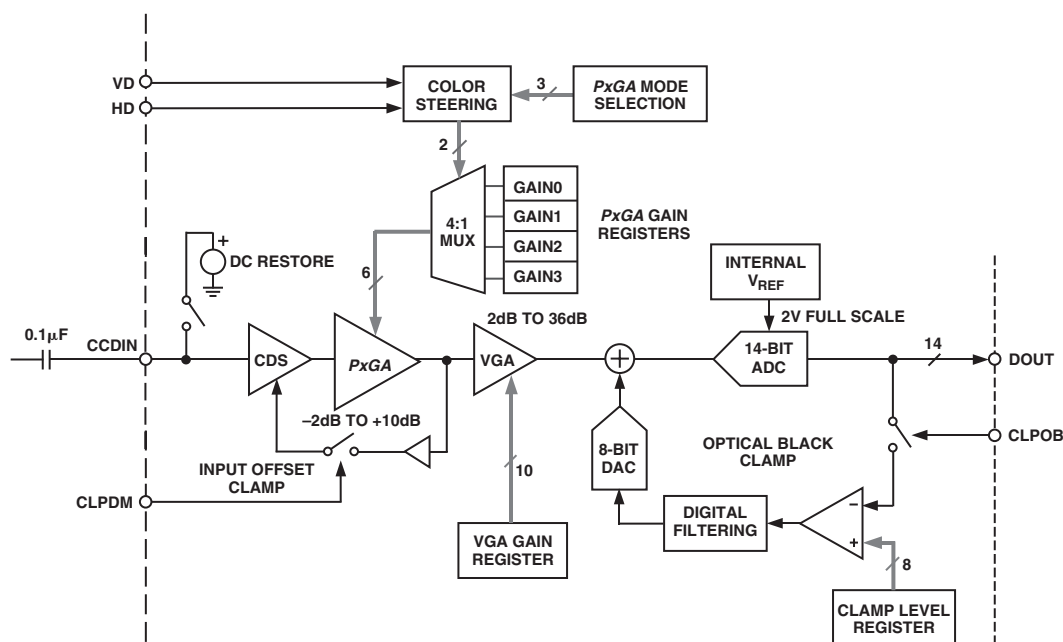 VD
HD
COLOR
STEERING
3
PxGA MODE
SELECTION
2
4:1
MUX
GAIN0
GAIN1
GAIN2
GAIN3
PxGA GAIN
REGISTERS
+
DC RESTORE
6
INTERNAL
VREF
2dB TO 36dB
2V FULL SCALE
0.1µF
CCDIN
CDS
PxGA
VGA
+
14-BIT
ADC
14
DOUT
–2dB TO +10dB
INPUT OFFSET
CLAMP
CLPDM
8-BIT
DAC
OPTICAL BLACK
CLAMP
CLPOB
10
VGA GAIN
REGISTER
DIGITAL
FILTERING
–
+
8
CLAMP LEVEL
REGISTER